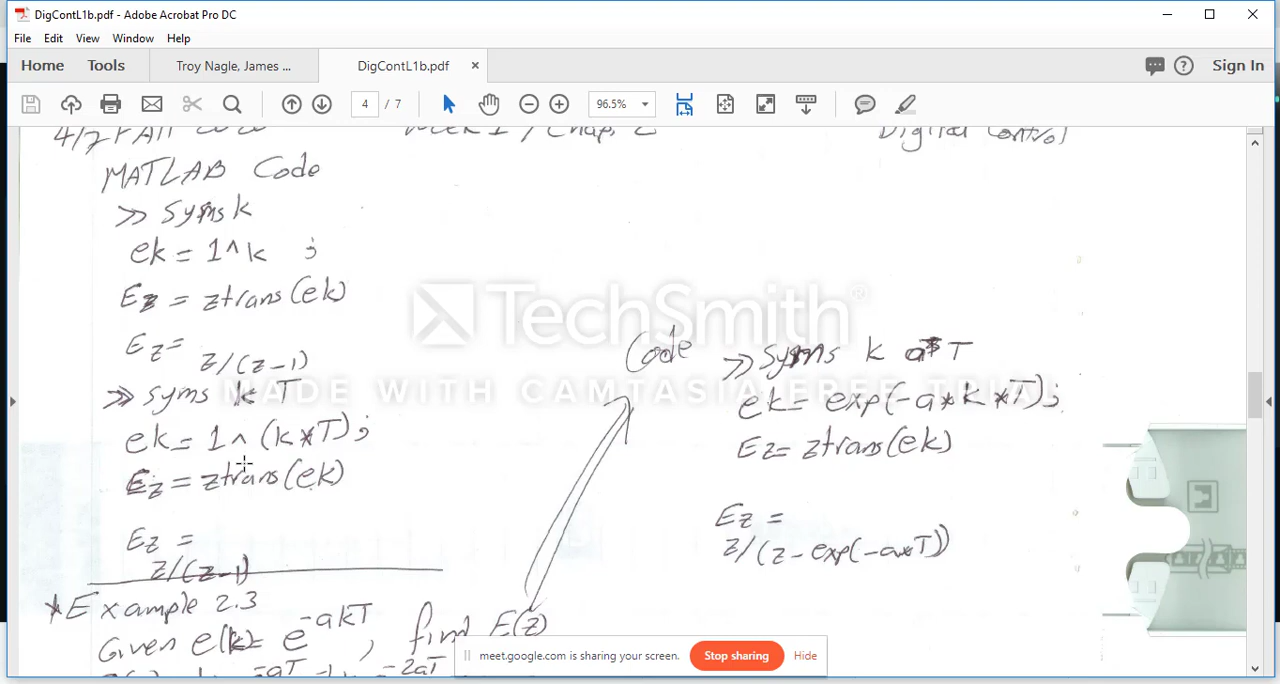 DigContL1b.pdf - Adobe Acrobat Pro DC
File Edit View Window Help
Home Tools Troy Nagle, James ... DigContL1b.pdf × Sign In
4 / 7 96.5%
Digital Control
MATLAB Code
>> Syms k
ek = 1^k ;
Ez = ztrans(ek)
Ez =
z/(z-1)
>> syms k T
ek = 1^(k*T);
Ez = ztrans(ek)
Ez =
z/(z-1)
Code
>> Syms k a T
ek = exp(-a*k*T);
Ez = ztrans(ek)
Ez =
z/(z - exp(-a*T))
TechSmith®
MADE WITH CAMTASIA FREE TRIAL
*Example 2.3
Given e(k) = e^-akT , find E(z)
meet.google.com is sharing your screen. Stop sharing Hide